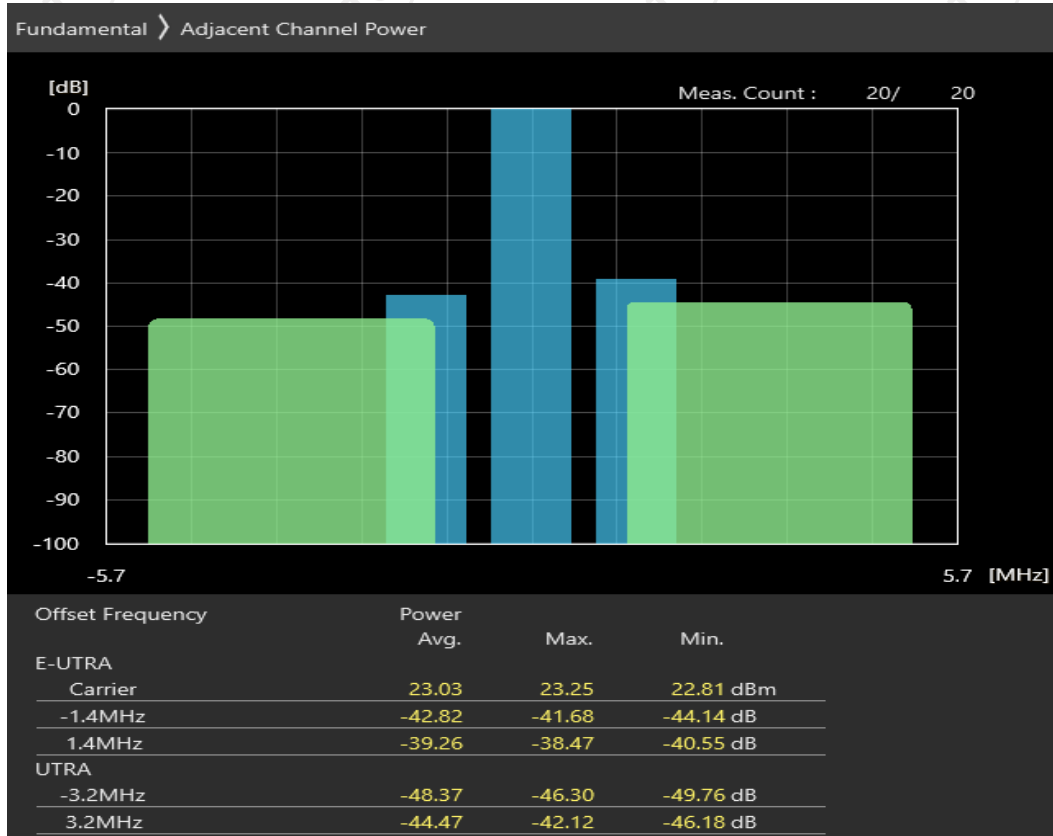 Fundamental 〉 Adjacent Channel Power
[dB]
Meas. Count : 20/ 20
0
-10
-20
-30
-40
-50
-60
-70
-80
-90
-100
-5.7 5.7 [MHz]
Offset Frequency Power
Avg. Max. Min.
E-UTRA
Carrier 23.03 23.25 22.81 dBm
-1.4MHz -42.82 -41.68 -44.14 dB
1.4MHz -39.26 -38.47 -40.55 dB
UTRA
-3.2MHz -48.37 -46.30 -49.76 dB
3.2MHz -44.47 -42.12 -46.18 dB